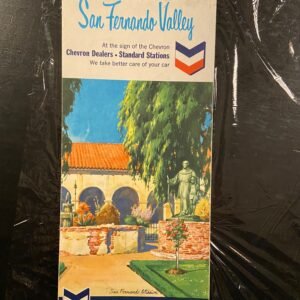 San Fernando Valley
At the sign of the Chevron
Chevron Dealers • Standard Stations
We take better care of your car
San Fernando Mission